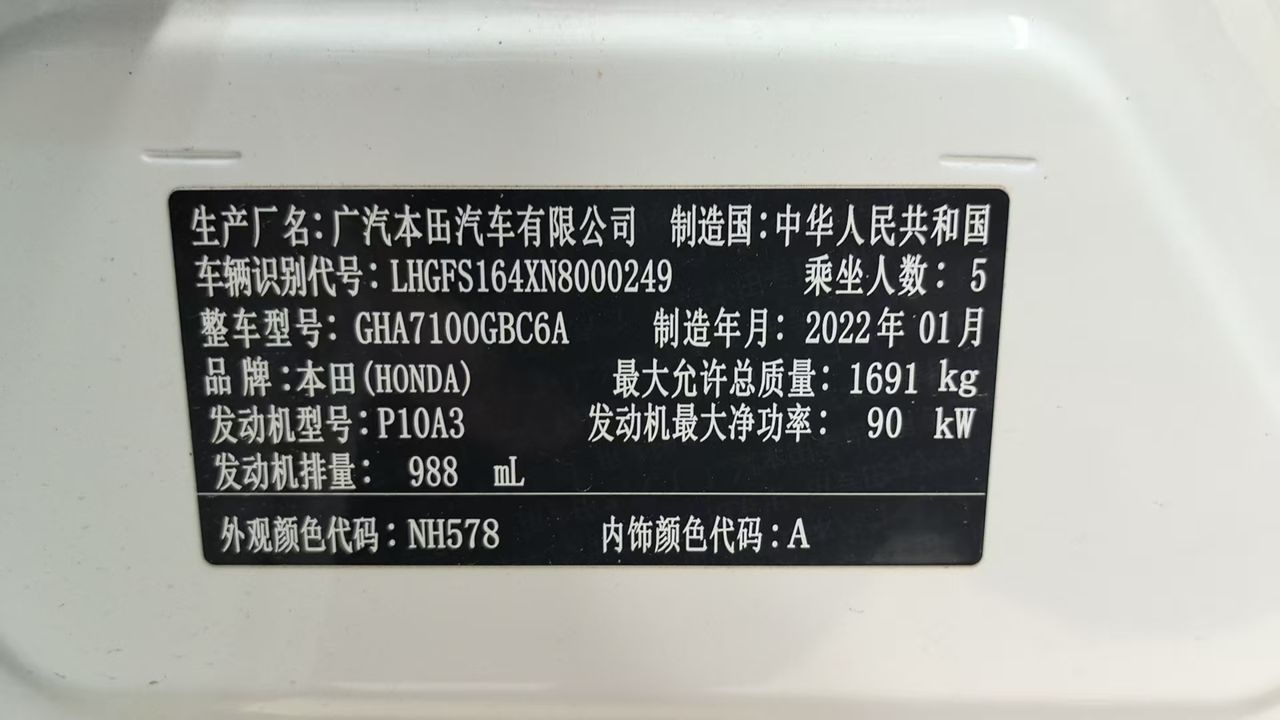 生产厂名:广汽本田汽车有限公司 制造国:中华人民共和国
车辆识别代号:LHGFS164XN8000249 乘坐人数:5
整车型号:GHA7100GBC6A 制造年月:2022年01月
品牌:本田(HONDA) 最大允许总质量:1691 kg
发动机型号:P10A3 发动机最大净功率:90 kW
发动机排量:988 mL
外观颜色代码:NH578 内饰颜色代码:A